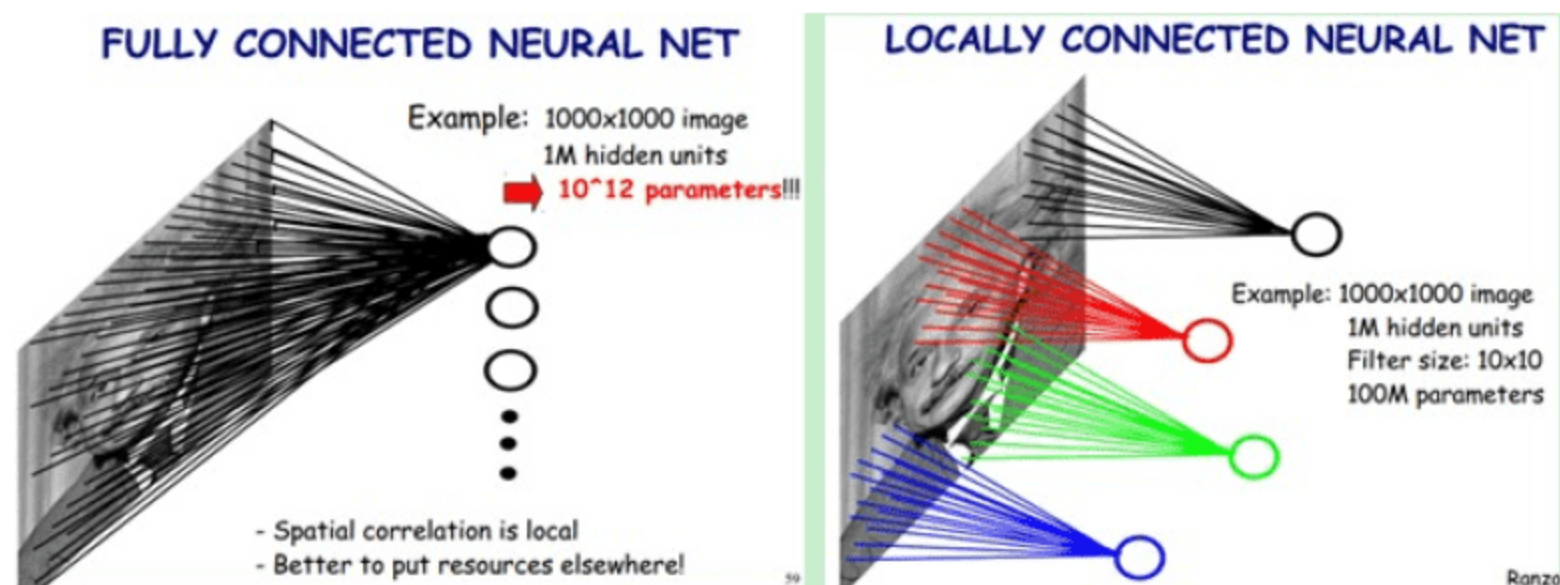 FULLY CONNECTED NEURAL NET
Example: 1000x1000 image
1M hidden units
10^12 parameters!!!
- Spatial correlation is local
- Better to put resources elsewhere!
59
LOCALLY CONNECTED NEURAL NET
Example: 1000x1000 image
1M hidden units
Filter size: 10x10
100M parameters
Ranzo